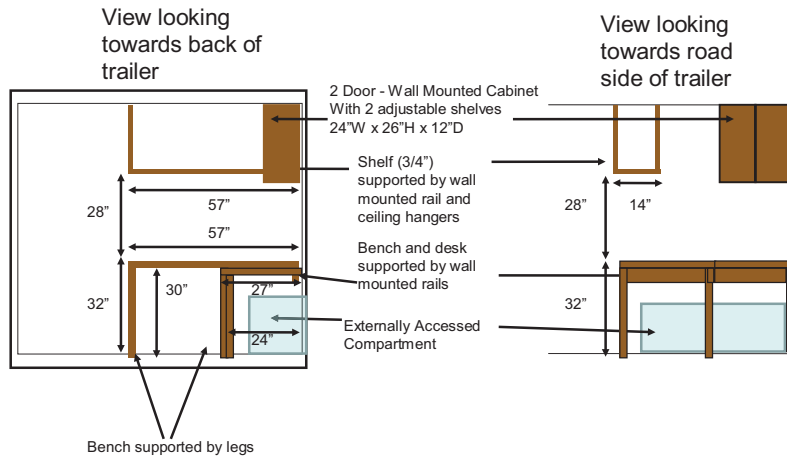 View looking
towards back of
trailer
View looking
towards road
side of trailer
2 Door - Wall Mounted Cabinet
With 2 adjustable shelves
24”W x 26”H x 12”D
Shelf (3/4”)
supported by wall
mounted rail and
ceiling hangers
28”
57”
57”
28”
14”
Bench and desk
supported by wall
mounted rails
32”
30”
27”
24”
32”
Externally Accessed
Compartment
Bench supported by legs